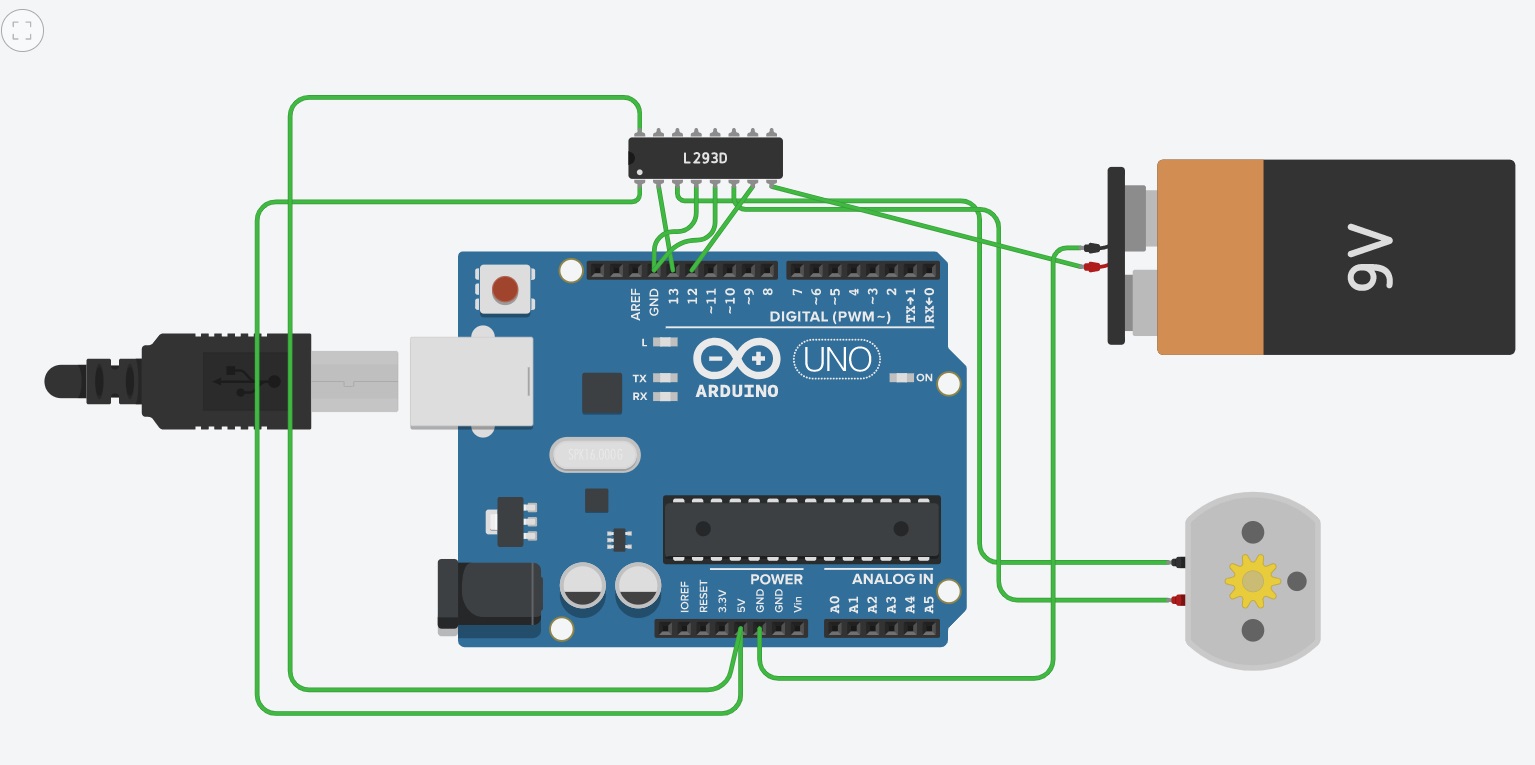 L293D
9V
AREF
GND
13
12
~11
~10
~9
8
7
~6
~5
4
~3
2
TX→1
RX←0
DIGITAL (PWM~)
L
TX
RX
ARDUINO
UNO
ON
SPK16.000G
POWER
ANALOG IN
IOREF
RESET
3.3V
5V
GND
GND
Vin
A0
A1
A2
A3
A4
A5